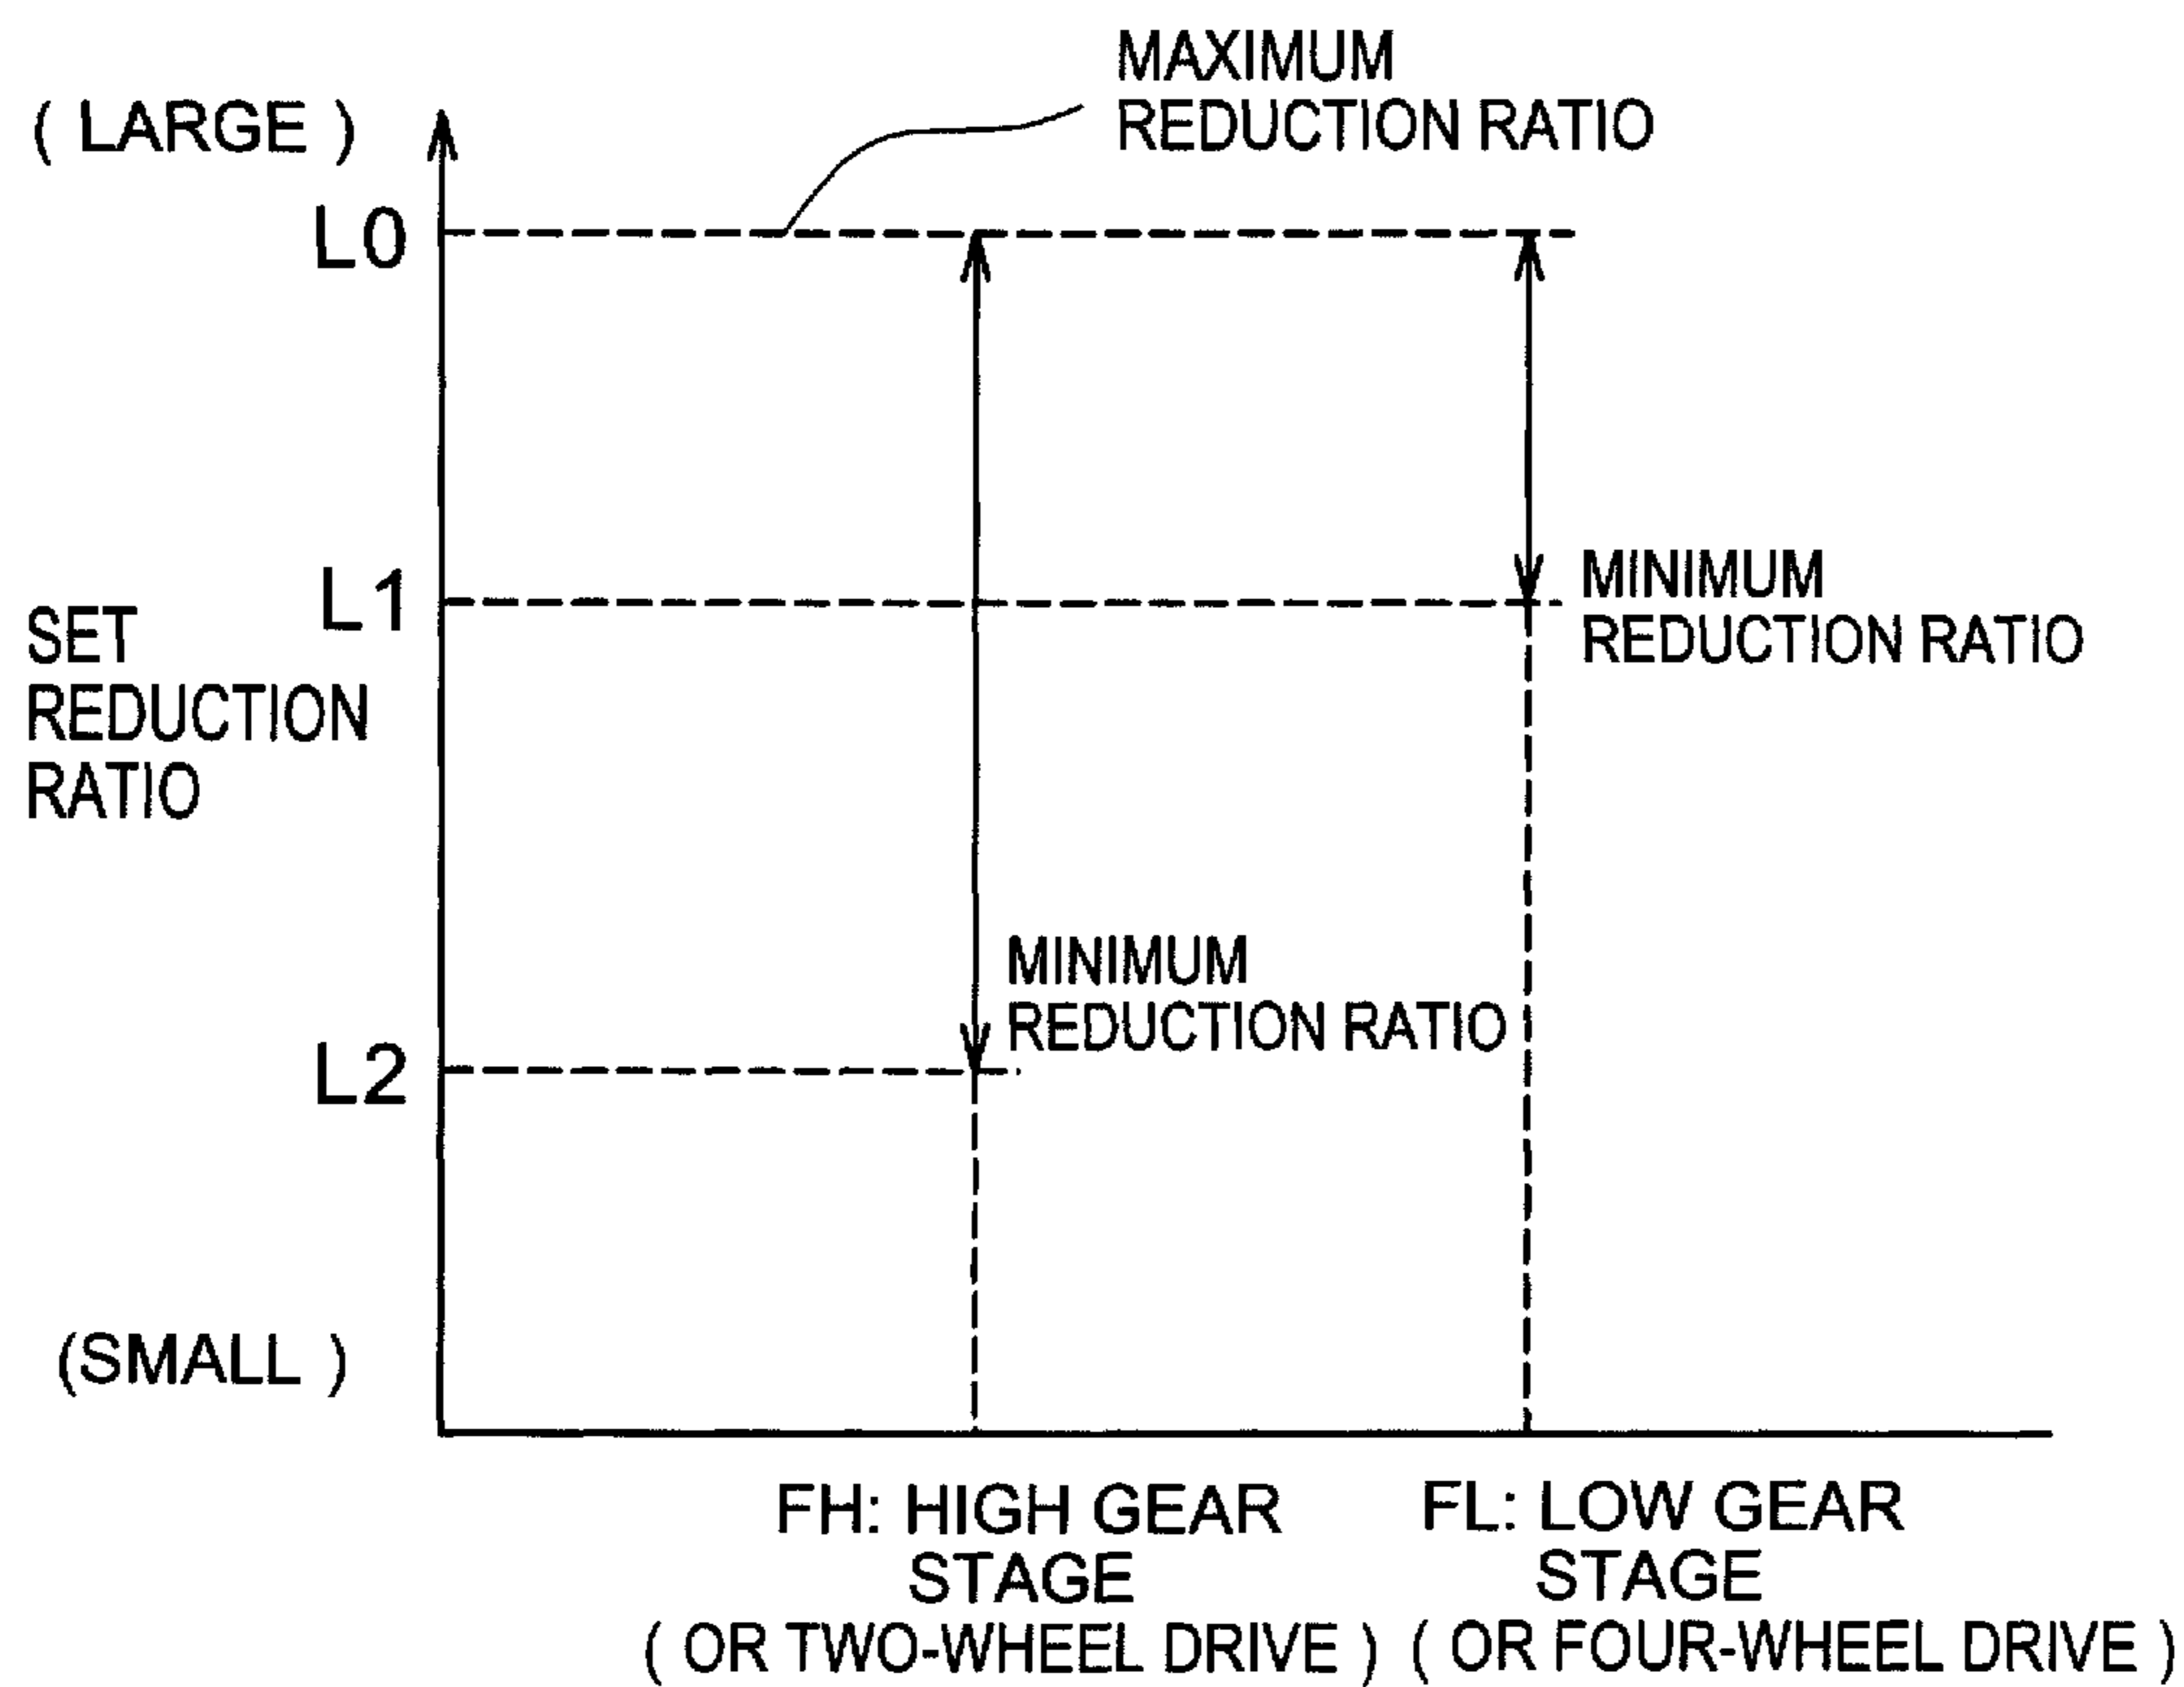 MAXIMUM
REDUCTION RATIO
( LARGE )
L0
L1
MINIMUM
REDUCTION RATIO
SET
REDUCTION
RATIO
MINIMUM
REDUCTION RATIO
L2
(SMALL )
FH: HIGH GEAR
STAGE
( OR TWO-WHEEL DRIVE )
FL: LOW GEAR
STAGE
( OR FOUR-WHEEL DRIVE )